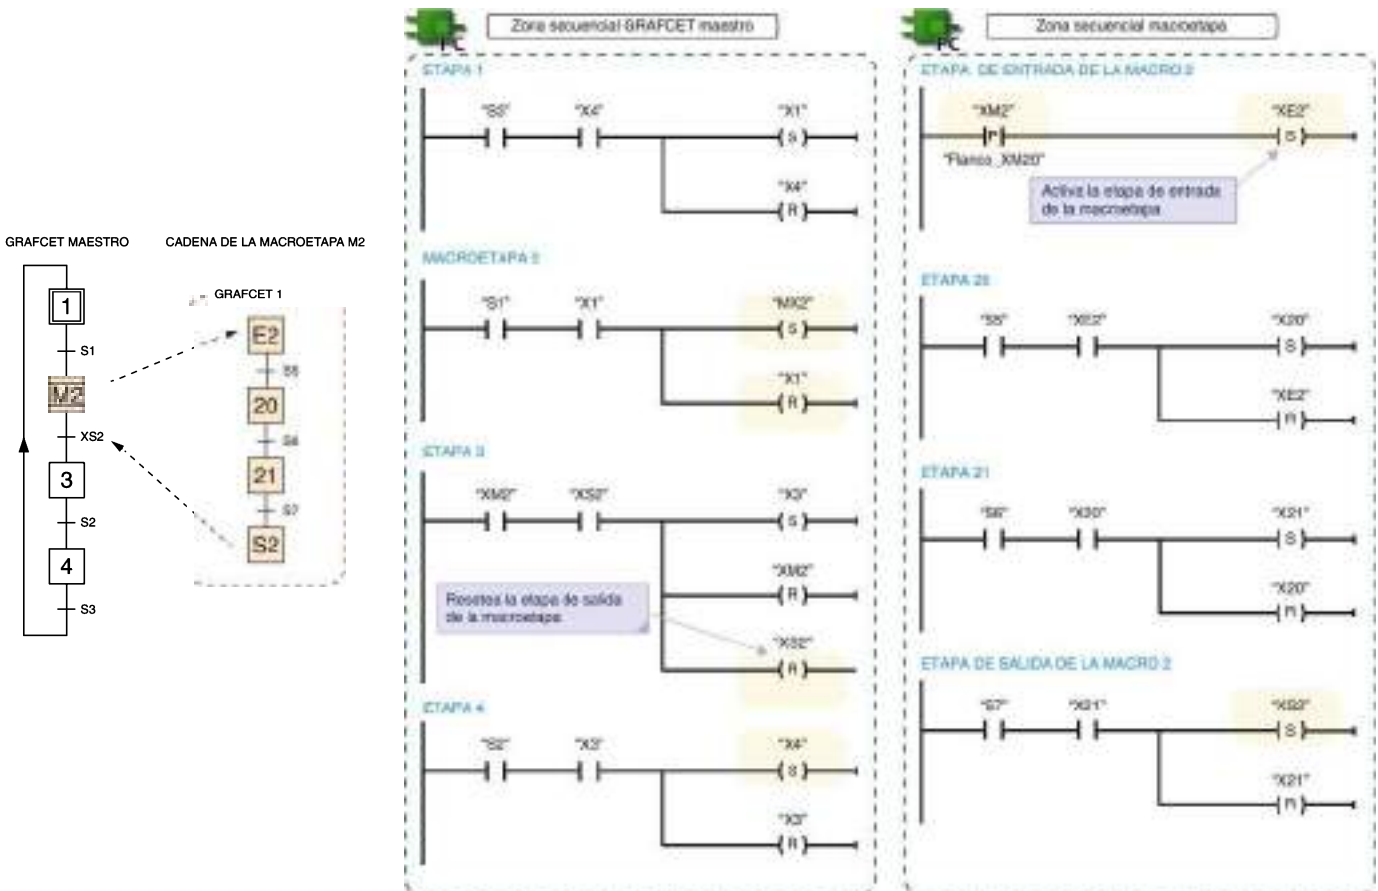 GRAFCET MAESTRO
1
S1
M2
XS2
3
S2
4
S3
CADENA DE LA MACROETAPA M2
GRAFCET 1
E2
S5
20
S6
21
S7
S2
PC
Zona secuencial GRAFCET maestro
ETAPA 1
"S3" "X4" "X1"
S
"X4"
R
MACROETAPA 2
"S1" "X1" "MX2"
S
"X1"
R
ETAPA 3
"XM2" "XS2" "X3"
S
"XM2"
R
Resetea la etapa de salida
de la macroetapa
"XS2"
R
ETAPA 4
"S2" "X3" "X4"
S
"X3"
R
PC
Zona secuencial macroetapa
ETAPA DE ENTRADA DE LA MACRO 2
"XM2" "XE2"
P S
"Flanco_XM20"
Activa la etapa de entrada
de la macroetapa
ETAPA 20
"S5" "XE2" "X20"
S
"XE2"
R
ETAPA 21
"S6" "X20" "X21"
S
"X20"
R
ETAPA DE SALIDA DE LA MACRO 2
"S7" "X21" "XS2"
S
"X21"
R